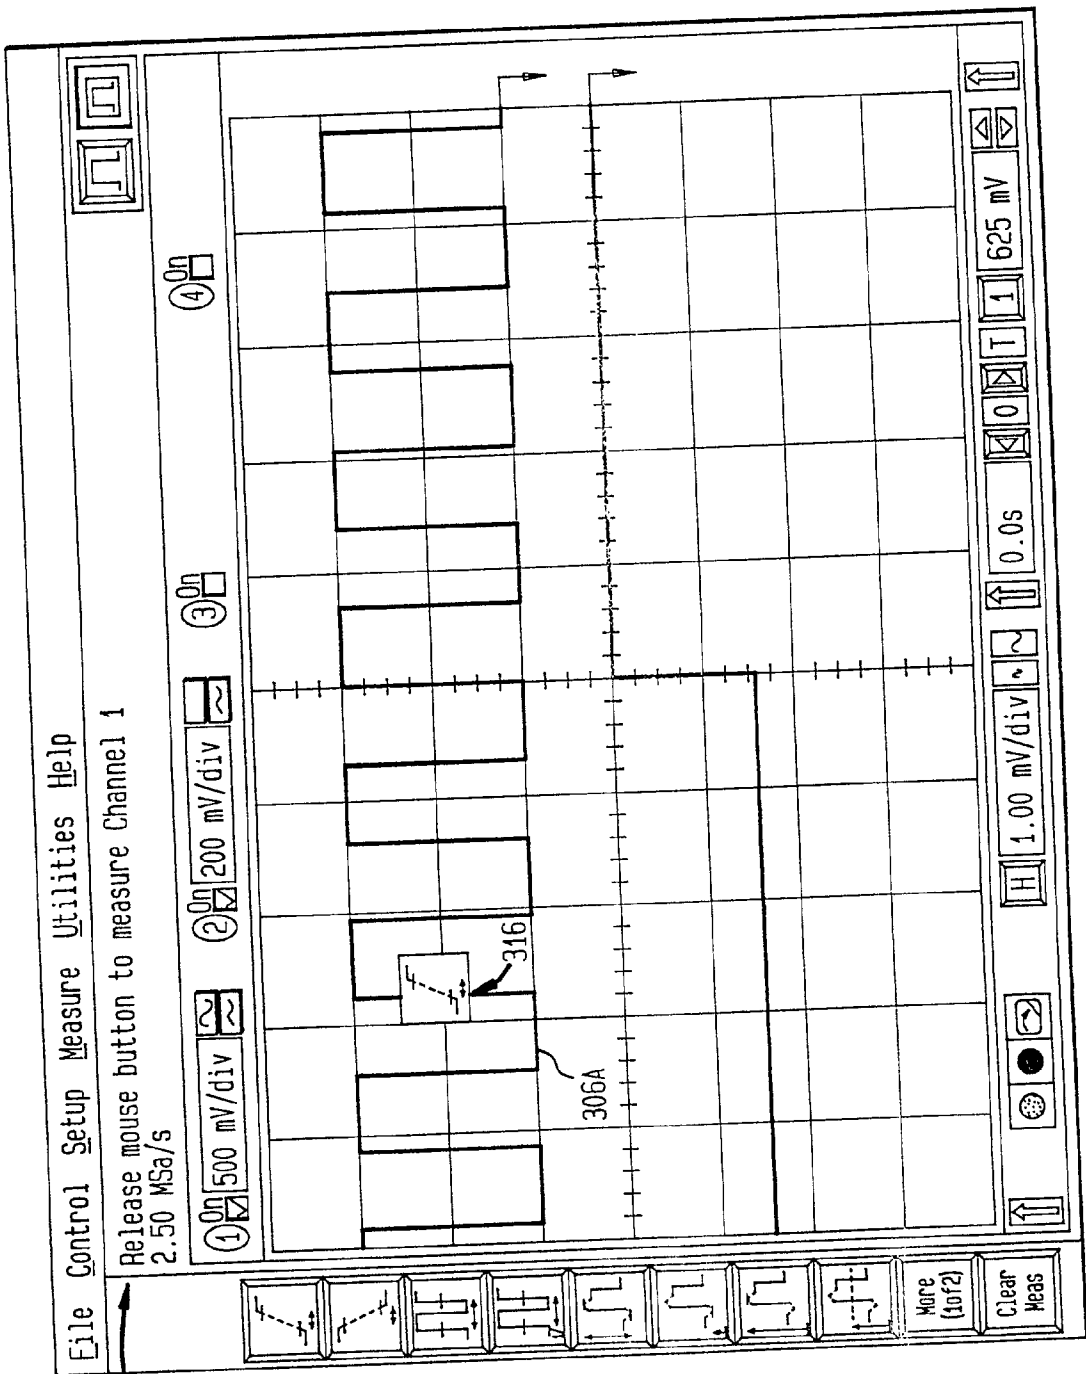 File Control Setup Measure Utilities Help
Release mouse button to measure Channel 1
2.50 MSa/s
1 On 500 mV/div
2 On 200 mV/div
3 On
4 On
316
306A
More
(1of2)
Clear
Meas
H 1.00 mV/div 0.0s 0 T 1 625 mV